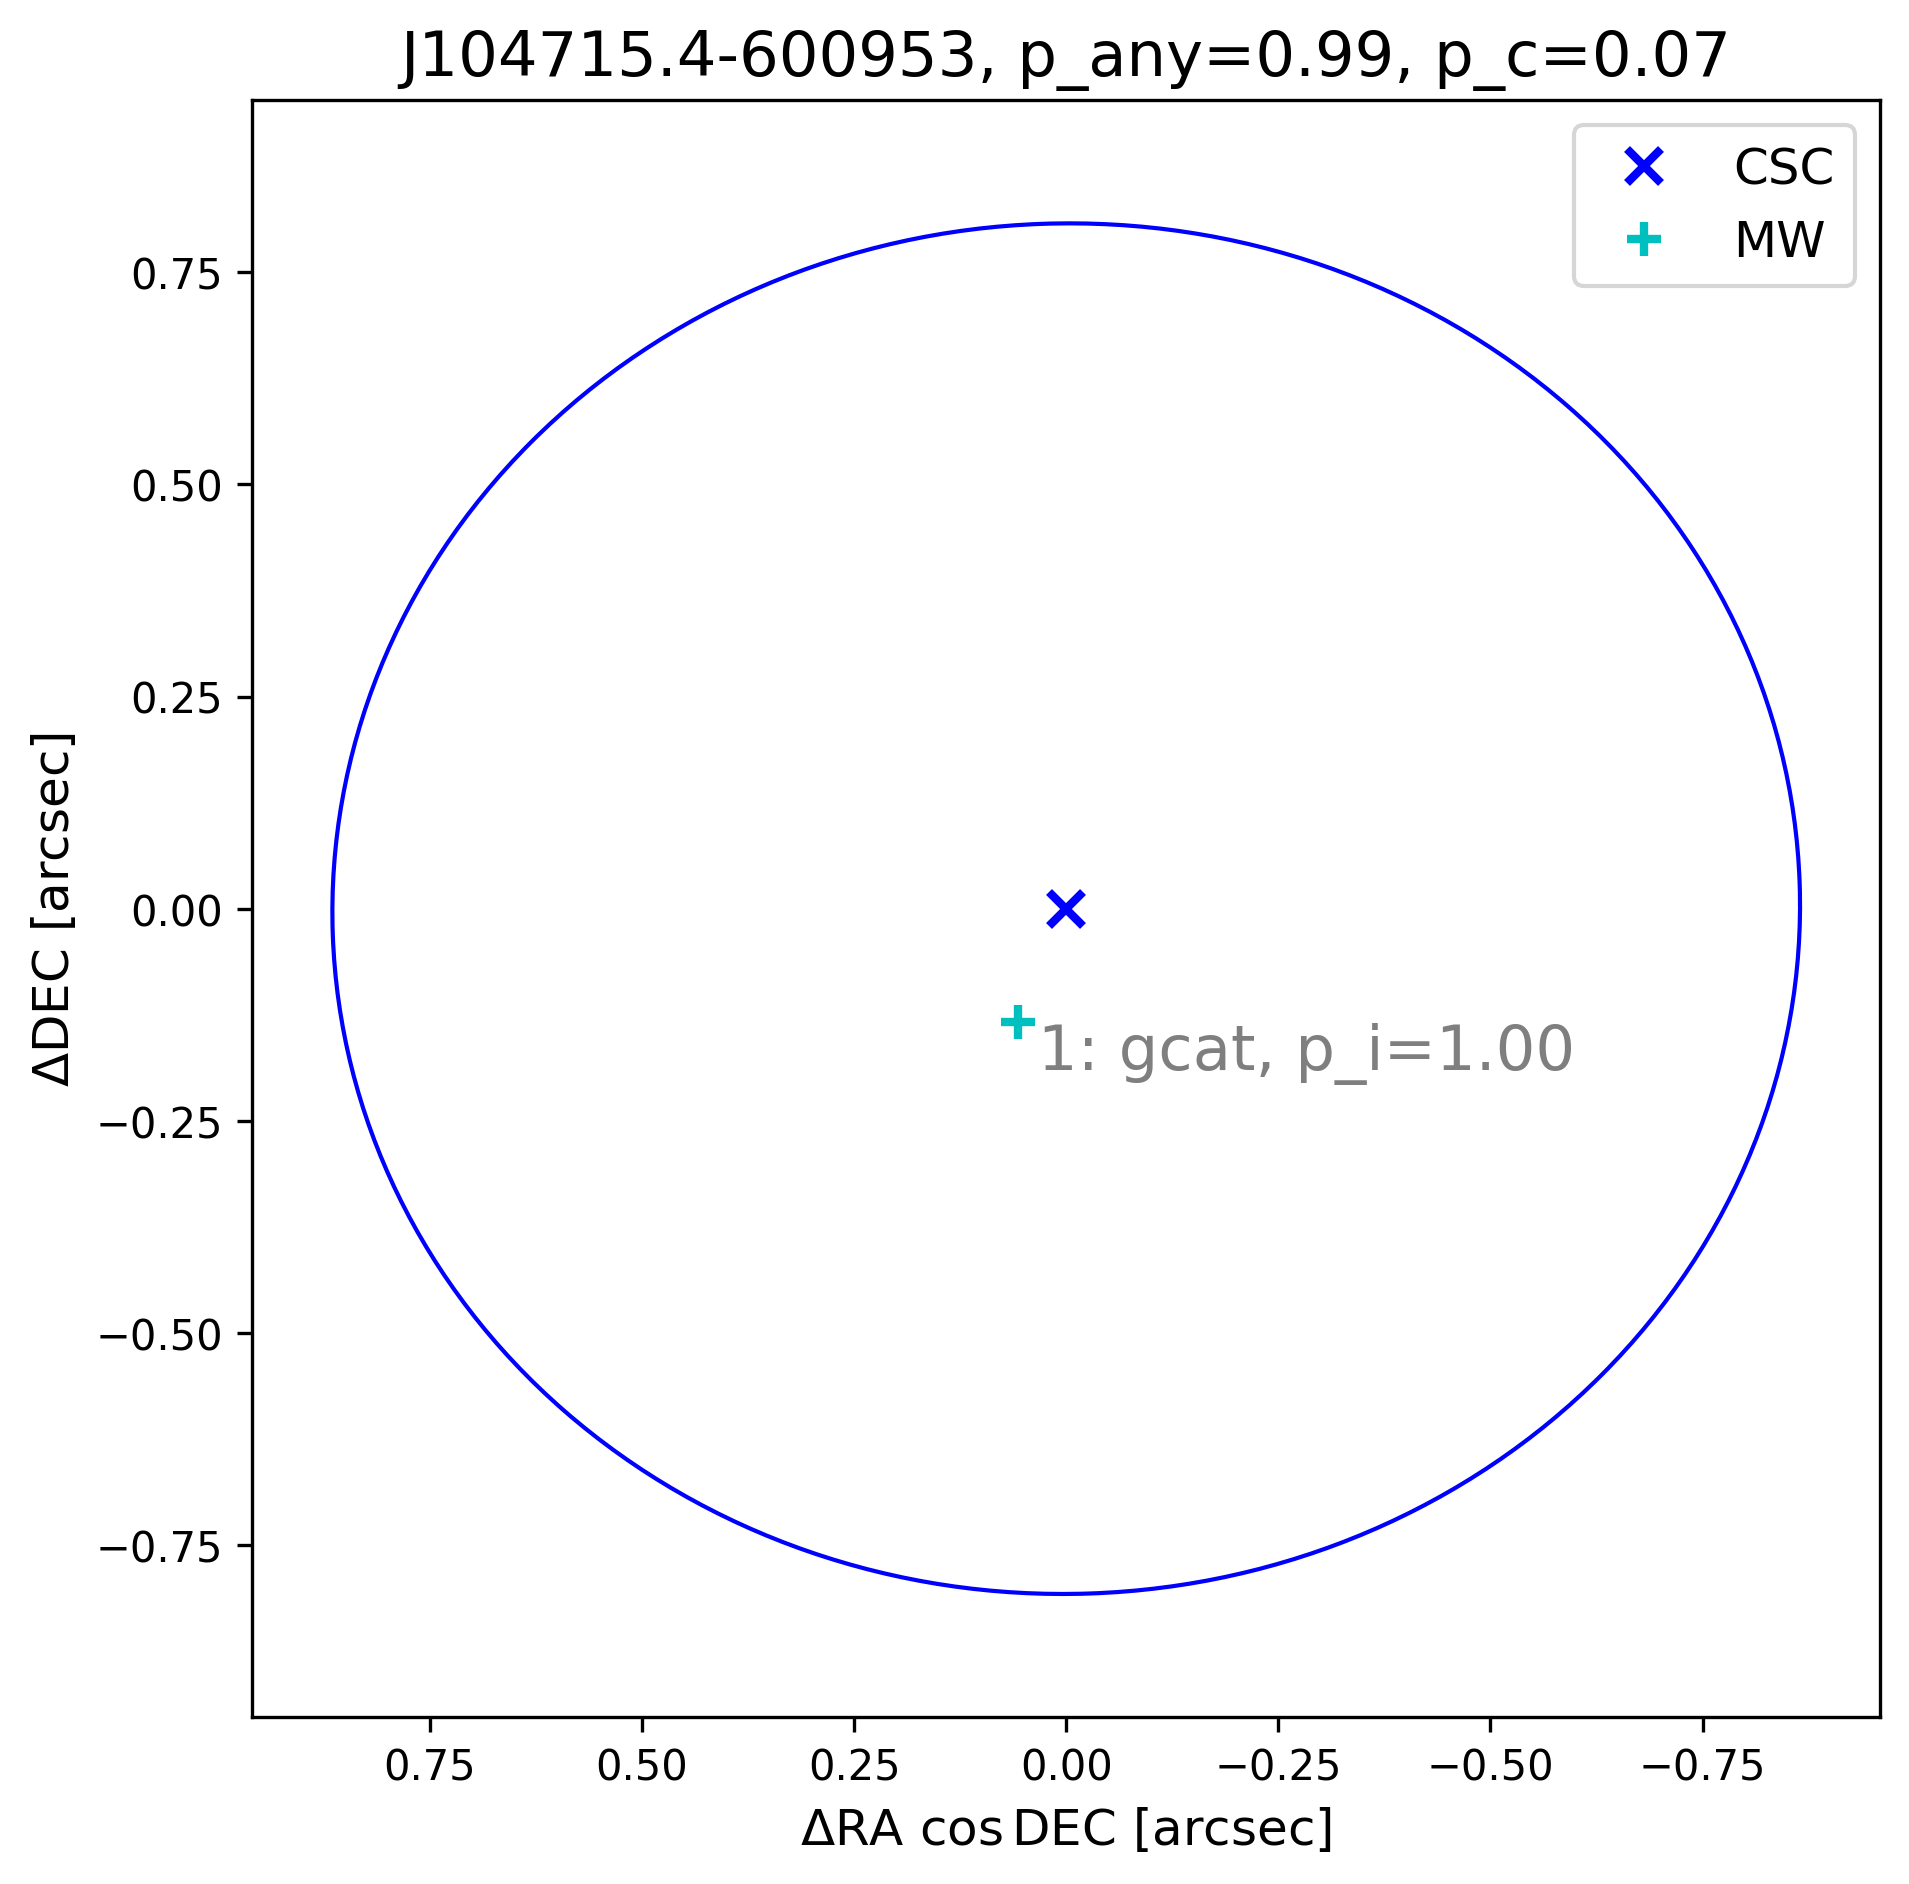 J104715.4-600953, p_any=0.99, p_c=0.07
CSC
MW
0.75
0.50
0.25
0.00
−0.25
−0.50
−0.75
ΔDEC [arcsec]
1: gcat, p_i=1.00
0.75 0.50 0.25 0.00 −0.25 −0.50 −0.75
ΔRA cos DEC [arcsec]